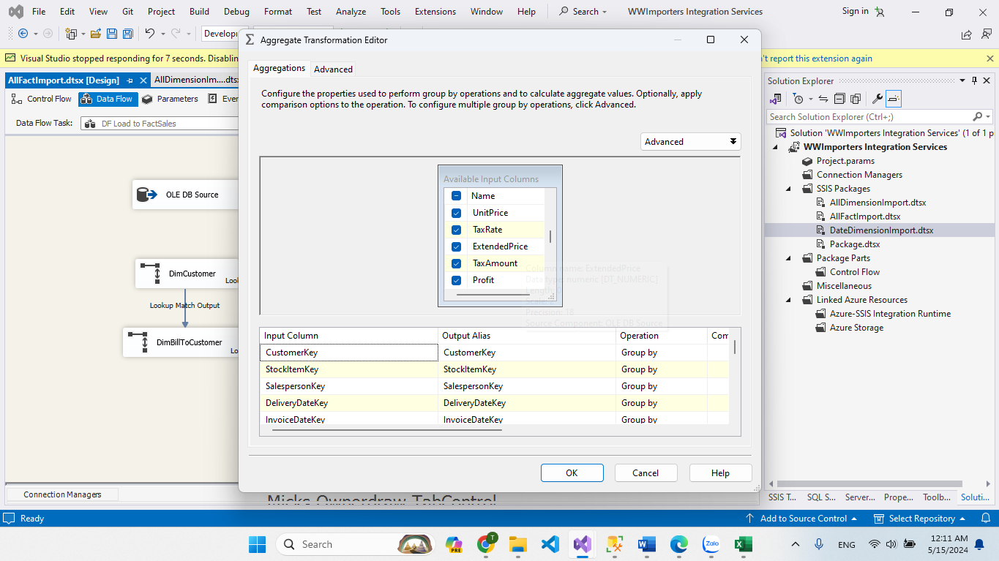 File Edit View Git Project Build Debug Format Test Analyze Tools Extensions Window Help Search WWImporters Integration Services Sign in
Develop
Visual Studio stopped responding for 7 seconds. Disablin
't report this extension again
AllFactImport.dtsx [Design] AllDimensionIm....dtsx
Control Flow Data Flow Parameters Even
Data Flow Task: DF Load to FactSales
OLE DB Source
DimCustomer
Look
Lookup Match Output
DimBillToCustomer
Lo
Connection Managers
Aggregate Transformation Editor
Aggregations Advanced
Configure the properties used to perform group by operations and to calculate aggregate values. Optionally, apply
comparison options to the operation. To configure multiple group by operations, click Advanced.
Advanced
Available Input Columns
Name
UnitPrice
TaxRate
ExtendedPrice
TaxAmount
Profit
Column name: ExtendedPrice
Data type: numeric [DT_NUMERIC]
Precision: 18
Source Component: OLE DB Source
Input Column Output Alias Operation Com
CustomerKey CustomerKey Group by
StockItemKey StockItemKey Group by
SalespersonKey SalespersonKey Group by
DeliveryDateKey DeliveryDateKey Group by
InvoiceDateKey InvoiceDateKey Group by
OK Cancel Help
Micks Ownerdraw TabControl
Solution Explorer
Search Solution Explorer (Ctrl+;)
Solution 'WWImporters Integration Services' (1 of 1 p
WWImporters Integration Services
Project.params
Connection Managers
SSIS Packages
AllDimensionImport.dtsx
AllFactImport.dtsx
DateDimensionImport.dtsx
Package.dtsx
Package Parts
Control Flow
Miscellaneous
Linked Azure Resources
Azure-SSIS Integration Runtime
Azure Storage
SSIS T... SQL S... Server... Prope... Toolb... Soluti...
Ready Add to Source Control Select Repository
Search PRE T Zalo ENG 12:11 AM
5/15/2024